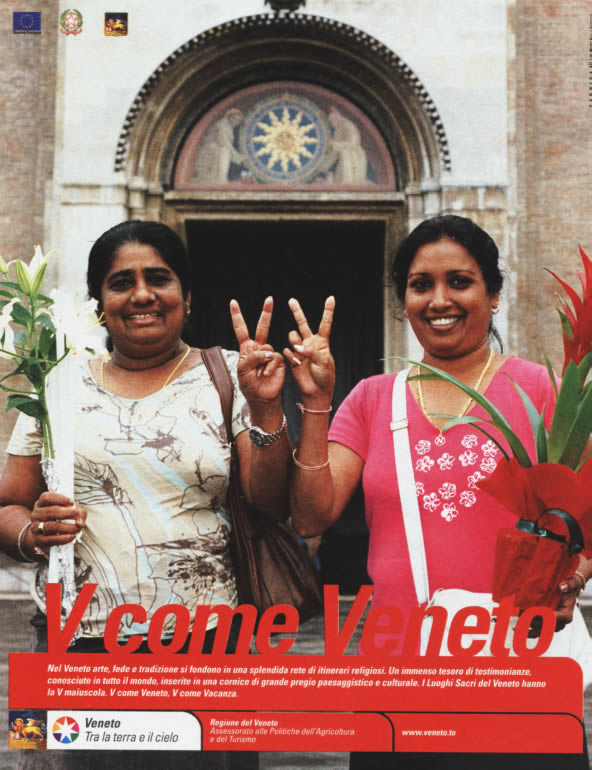 V come Veneto
Nel Veneto arte, fede e tradizione si fondono in una splendida rete di itinerari religiosi. Un immenso tesoro di testimonianze,
conosciute in tutto il mondo, inserite in una cornice di grande pregio paesaggistico e culturale. I Luoghi Sacri del Veneto hanno
la V maiuscola. V come Veneto, V come Vacanza.
Veneto
Tra la terra e il cielo
Regione del Veneto
Assessorato alle Politiche dell'Agricoltura
e del Turismo
www.veneto.to